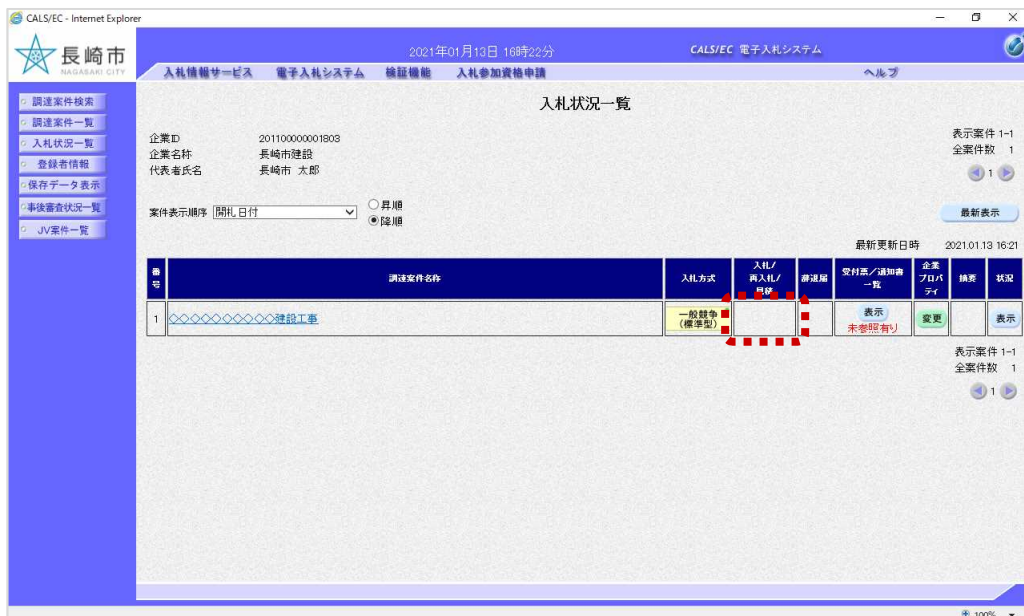 CALS/EC - Internet Explorer
長崎市
NAGASAKI CITY
2021年01月13日 16時22分
CALS/EC 電子入札システム
入札情報サービス 電子入札システム 検証機能 入札参加資格申請 ヘルプ
調達案件検索
調達案件一覧
入札状況一覧
登録者情報
保存データ表示
事後審査状況一覧
JV案件一覧
入札状況一覧
企業ID 201100000001803
企業名称 長崎市建設
代表者氏名 長崎市 太郎
表示案件 1-1
全案件数 1
1
案件表示順序 開札日付
昇順
降順
最新表示
最新更新日時 2021.01.13 16:21
番号 調達案件名称 入札方式 入札/再入札/見積 辞退届 受付票/通知書一覧 企業プロパティ 摘要 状況
1 ◇◇◇◇◇◇◇◇◇◇建設工事 一般競争(標準型) 表示 未参照有り 変更 表示
表示案件 1-1
全案件数 1
1
100%